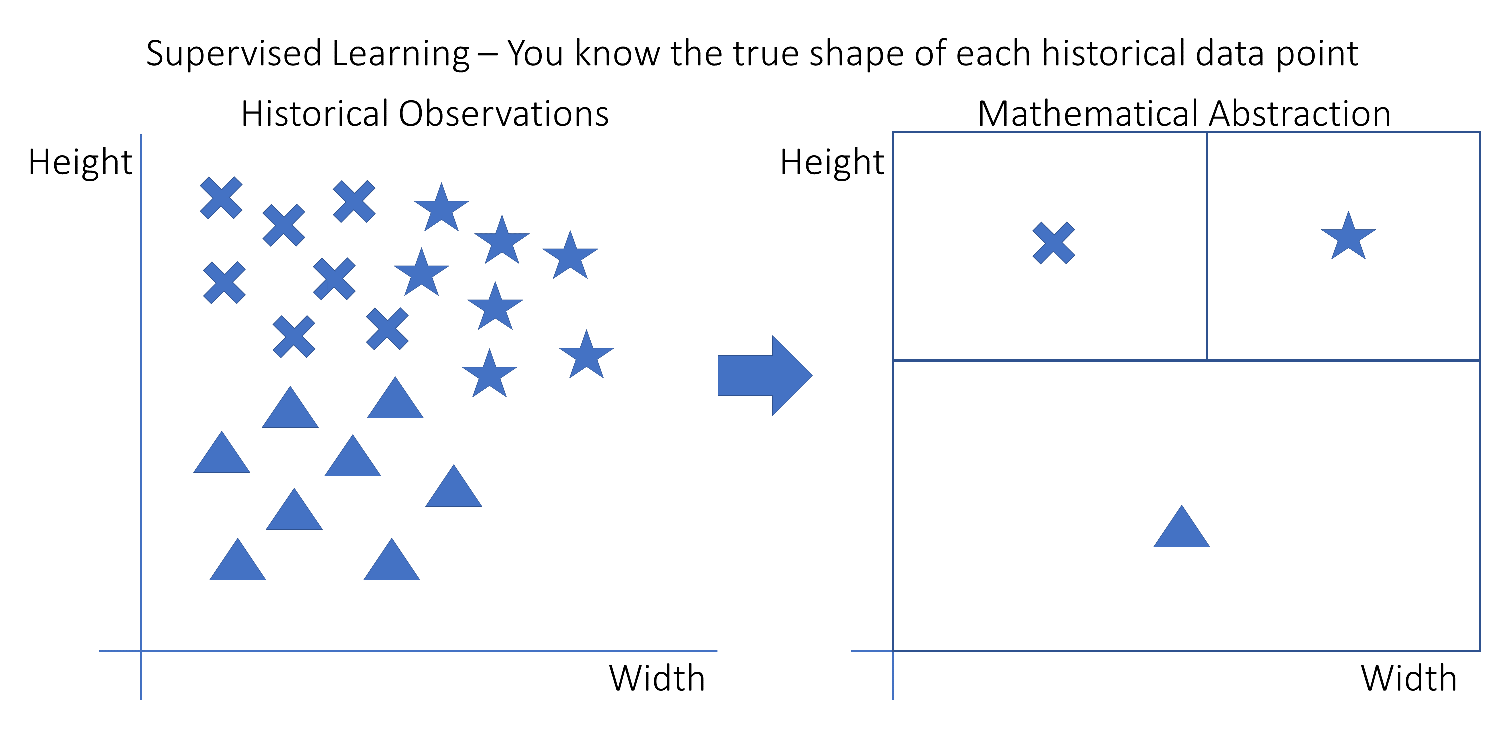 Supervised Learning – You know the true shape of each historical data point
Historical Observations
Mathematical Abstraction
Height
Height
Width
Width